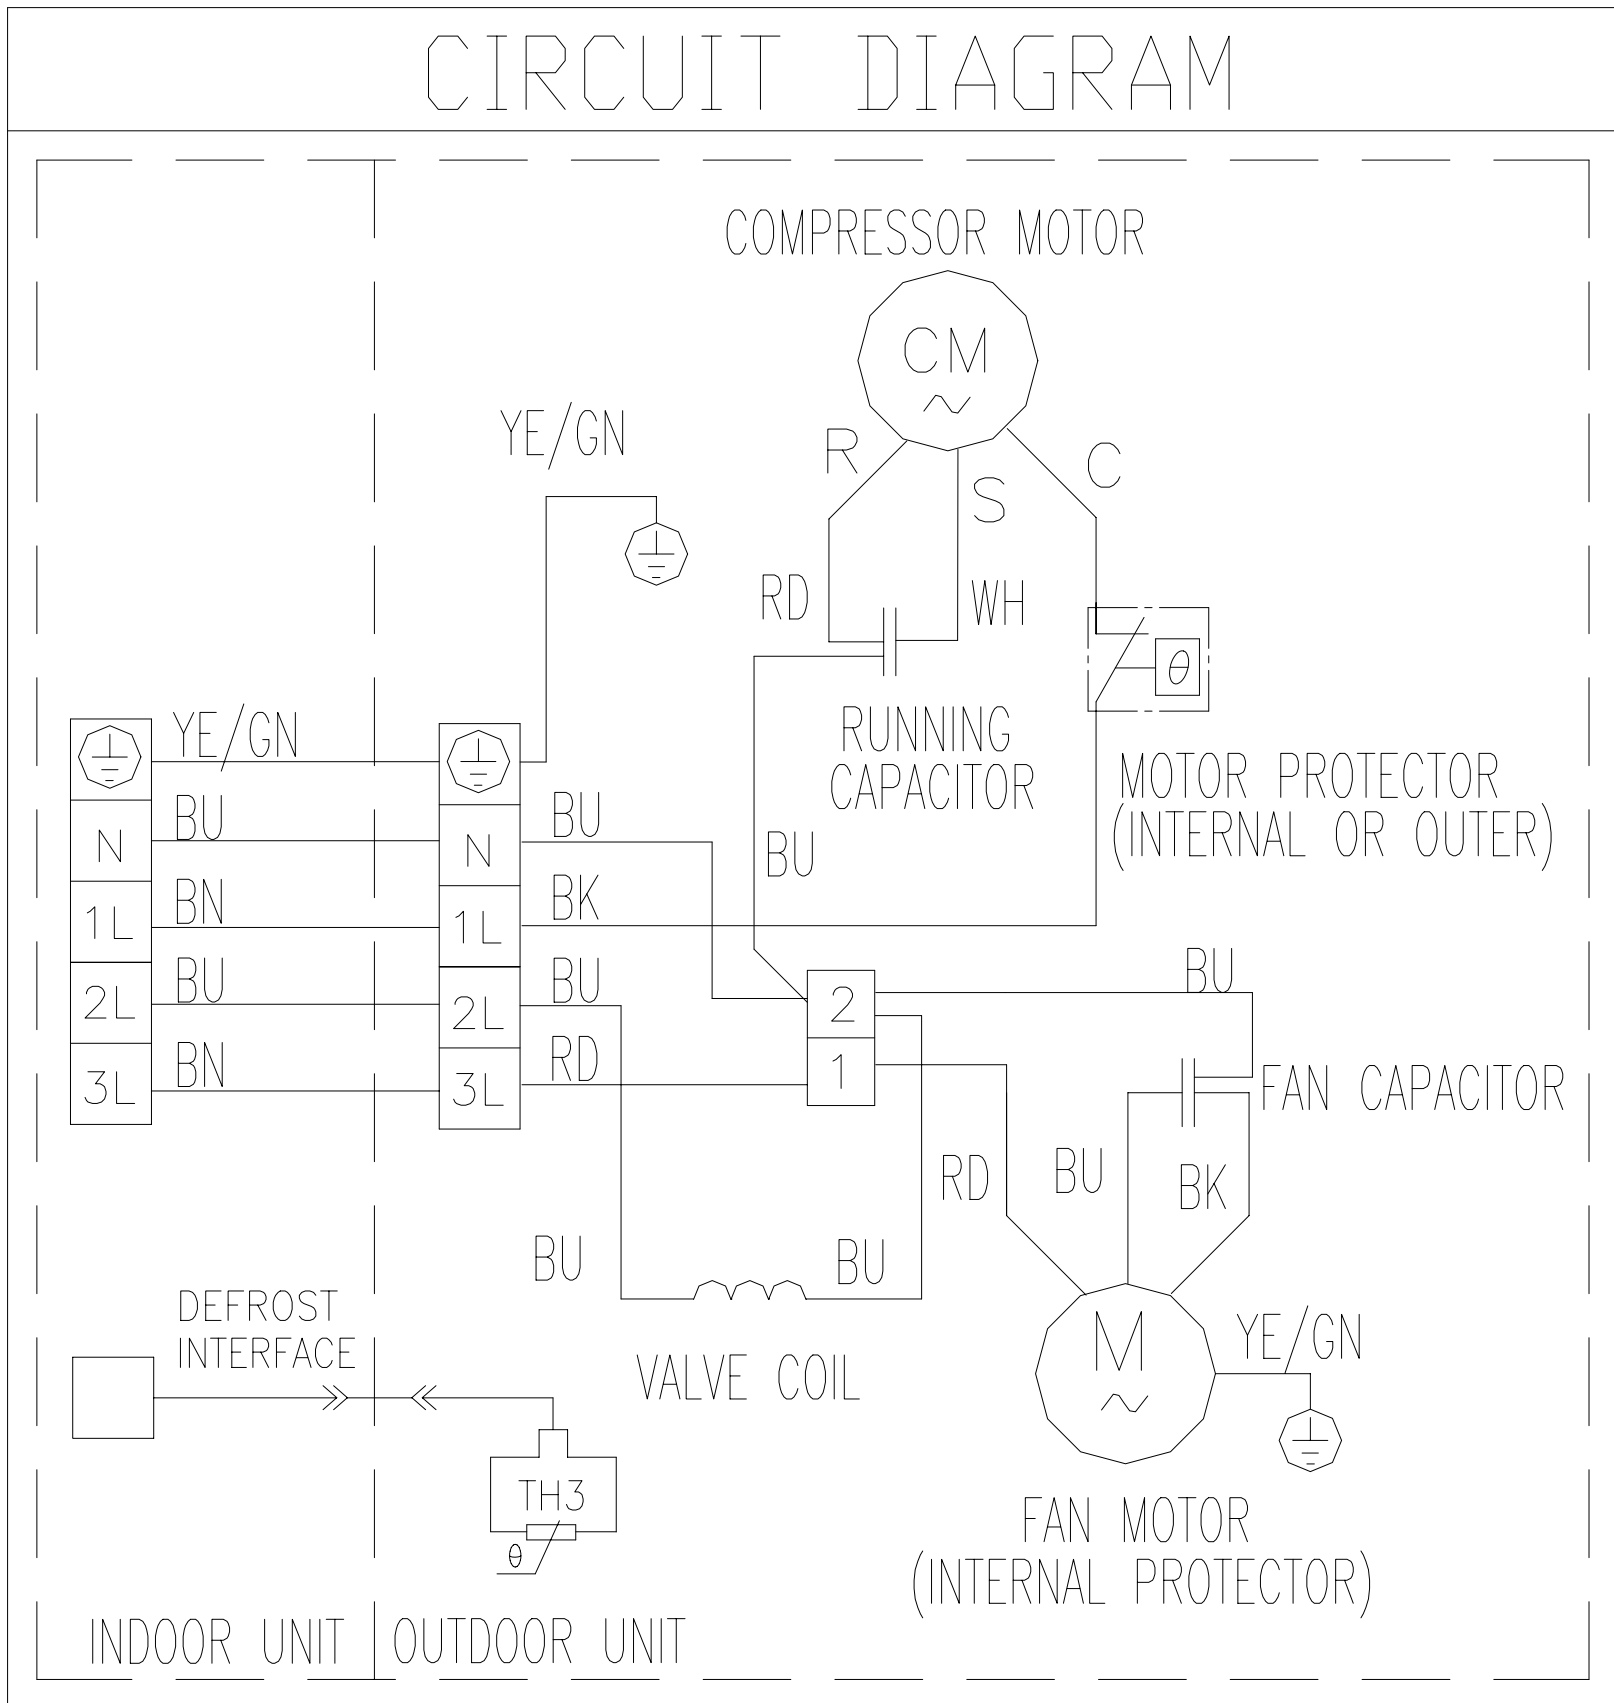 CIRCUIT DIAGRAM
COMPRESSOR MOTOR
CM
YE/GN
R
S
C
RD
WH
θ
RUNNING
CAPACITOR
MOTOR PROTECTOR
(INTERNAL OR OUTER)
YE/GN
N
BU
N
BU
BU
1L
BN
1L
BK
2L
BU
2L
BU
3L
BN
3L
RD
2
1
BU
FAN CAPACITOR
RD
BU
BK
BU
BU
VALVE COIL
M
YE/GN
FAN MOTOR
(INTERNAL PROTECTOR)
DEFROST
INTERFACE
TH3
θ
INDOOR UNIT
OUTDOOR UNIT